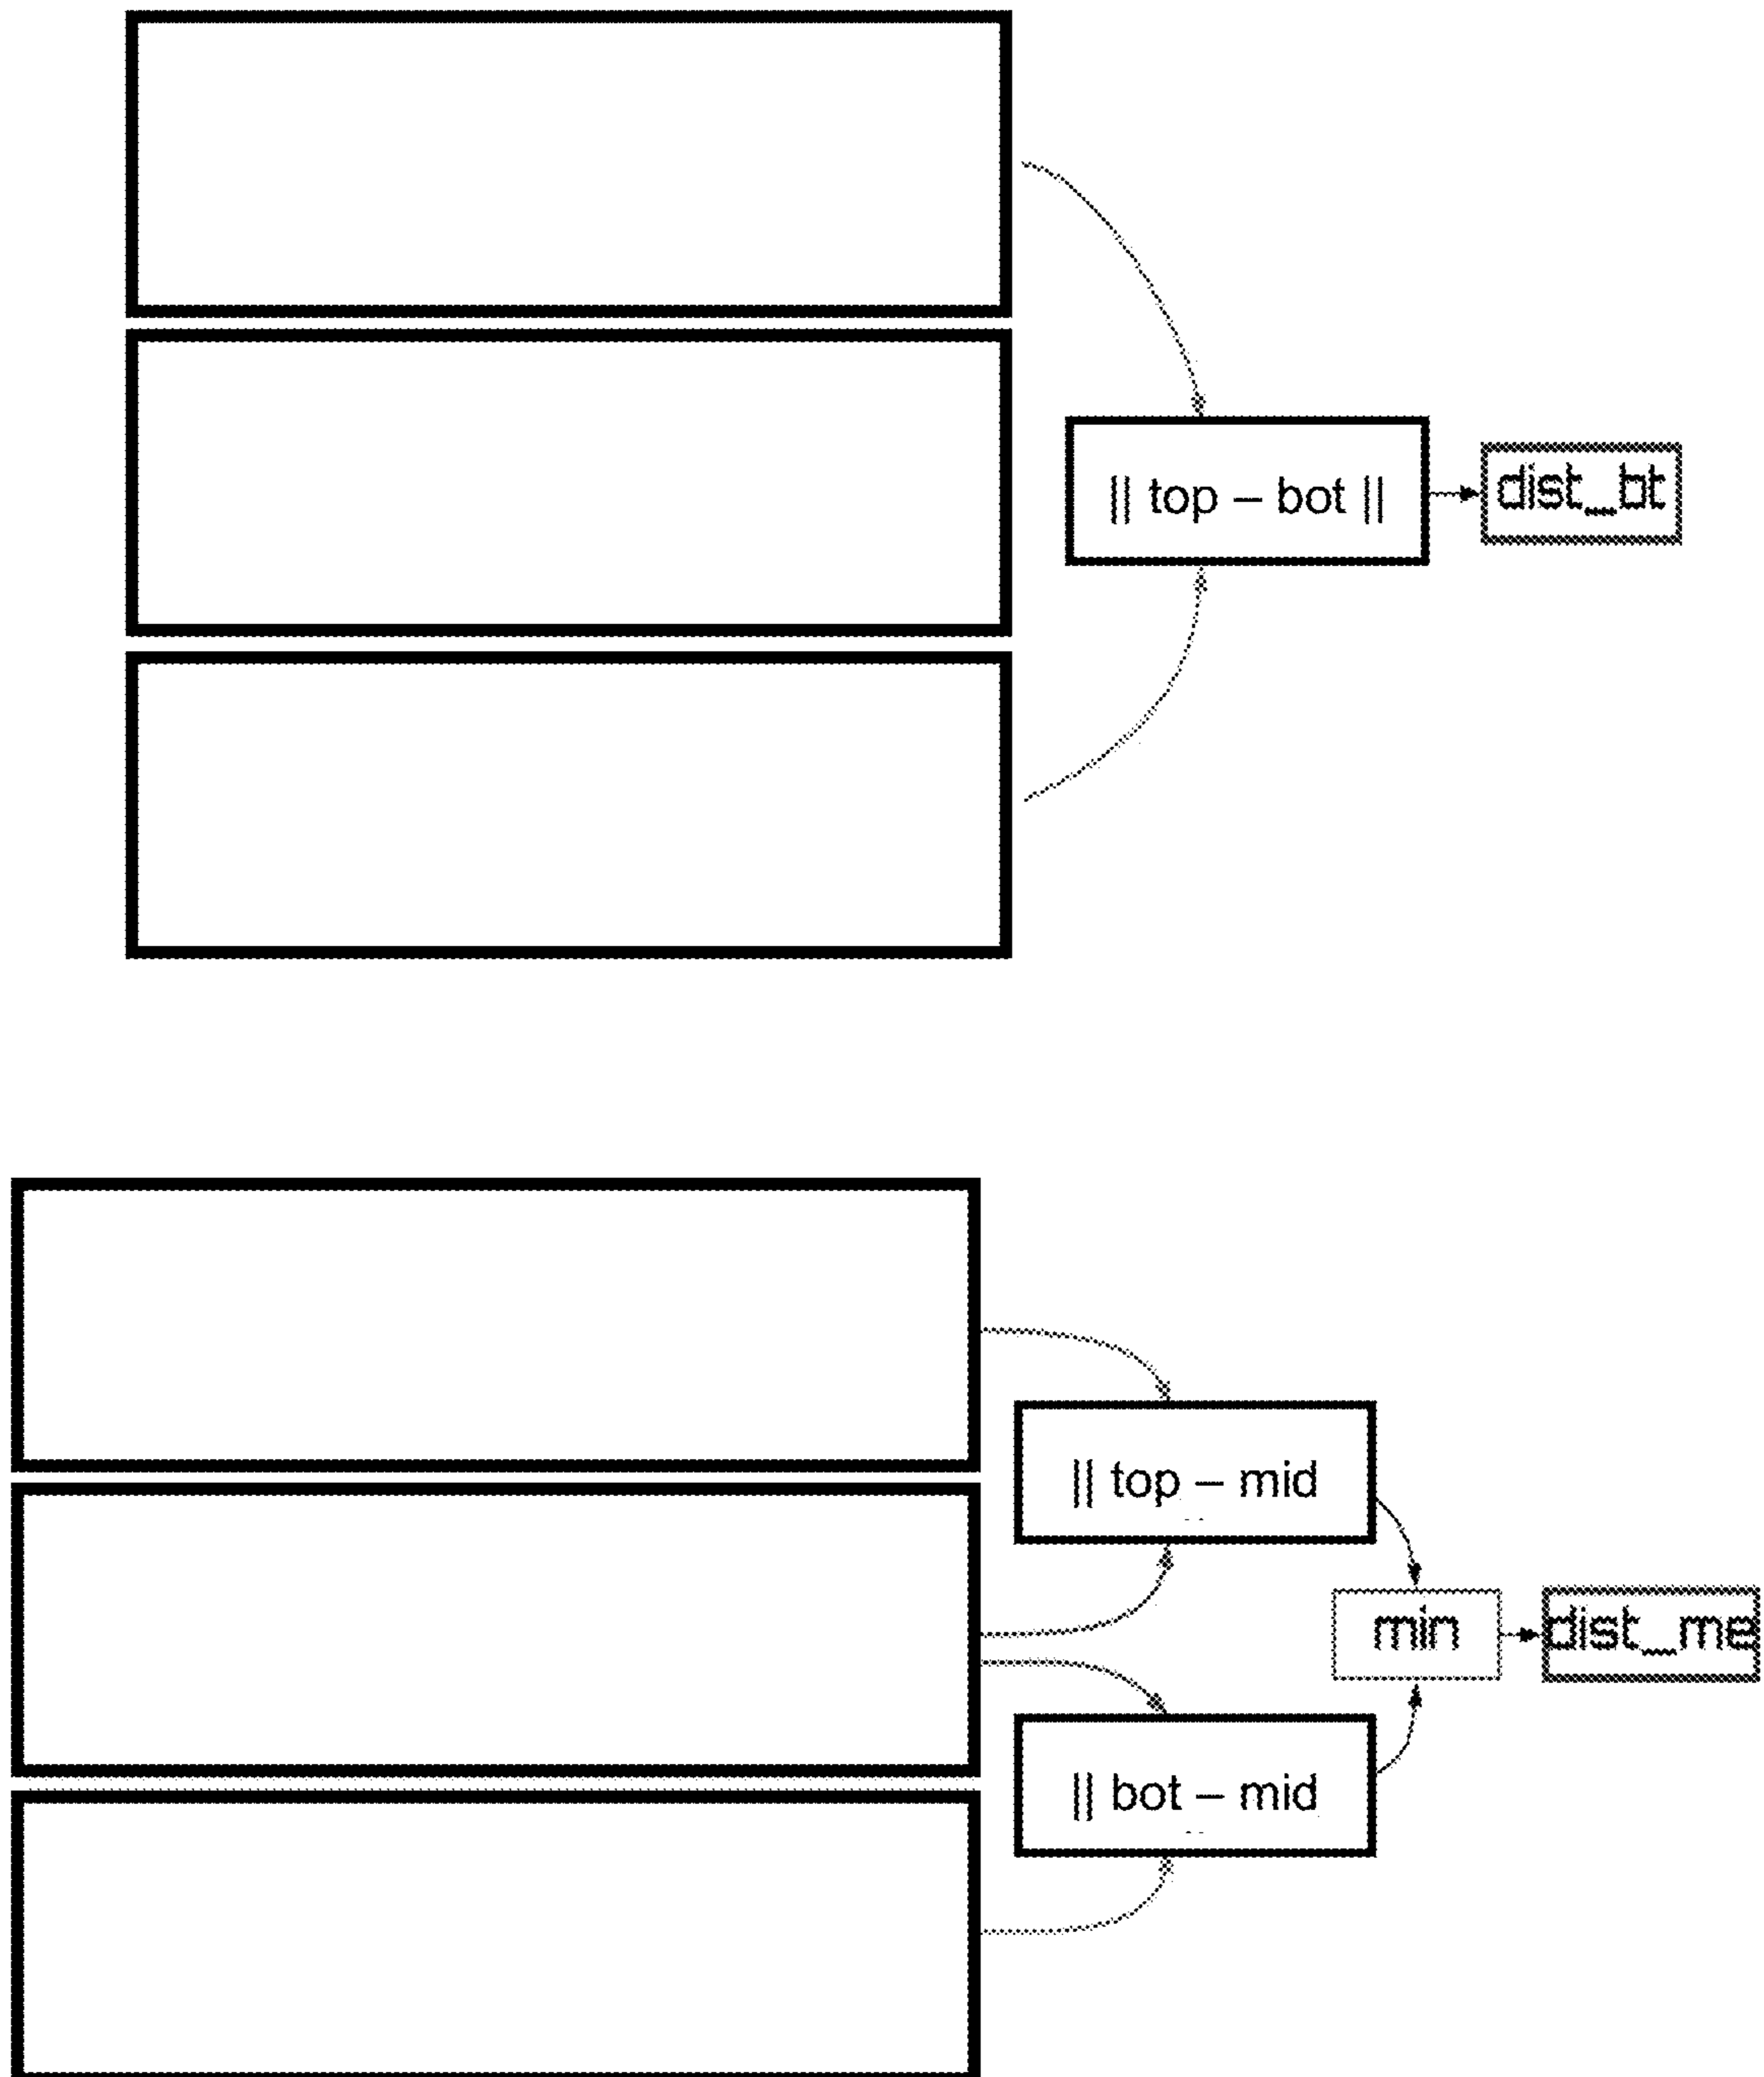 || top – bot ||
dist_bt
|| top – mid
min
dist_me
|| bot – mid